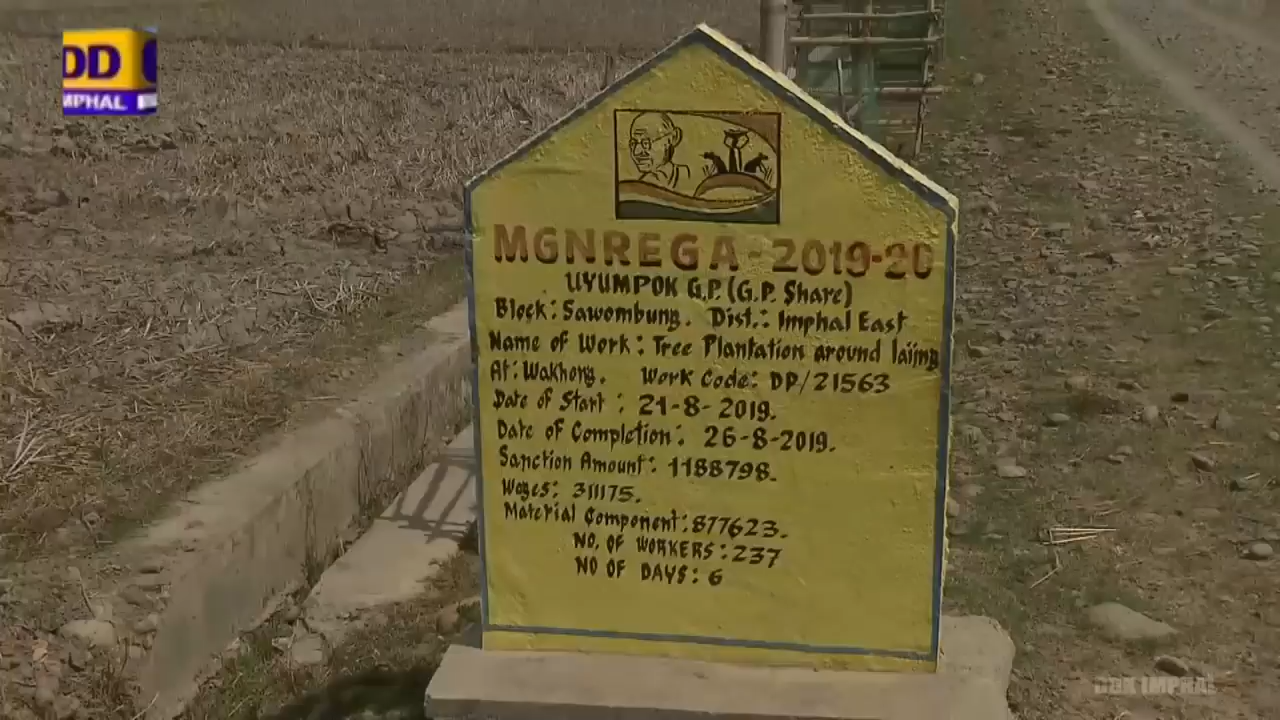 DD
IMPHAL
MGNREGA-2019-20
UYUMPOK G.P. (G.P. Share)
Block: Sawombung. Dist.: Imphal East
Name of Work: Tree Plantation around laijing
At: Wakhong. Work Code: DP/21563
Date of Start: 21-8-2019.
Date of Completion: 26-8-2019.
Sanction Amount: 1188798.
Wages: 311175.
Material Component: 877623.
NO. OF WORKERS: 237
NO OF DAYS: 6
DDK IMPHAL